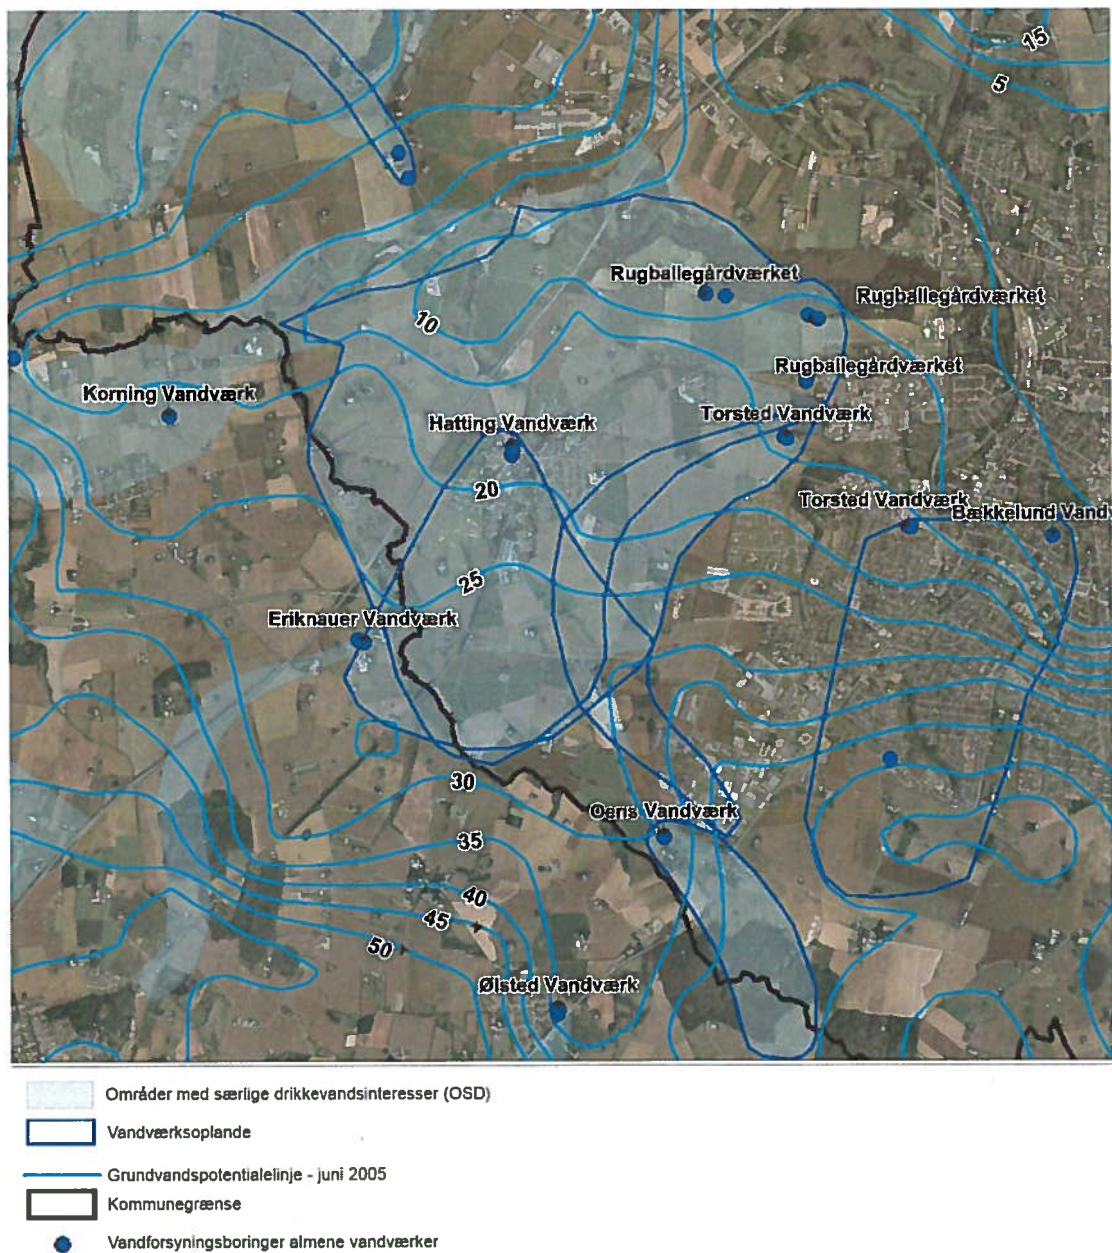 15
5
Rugballegårdværket
Rugballegårdværket
10
Rugballegårdværket
Korning Vandværk
Torsted Vandværk
Hatting Vandværk
20
Torsted Vandværk
Bækkelund Vandv
25
Eriknauer Vandværk
30
Oens Vandværk
35
40
45
50
Ølsted Vandværk
Områder med særlige drikkevandsinteresser (OSD)
Vandværksoplande
Grundvandspotentialelinje - juni 2005
Kommunegrænse
Vandforsyningsboringer almene vandværker